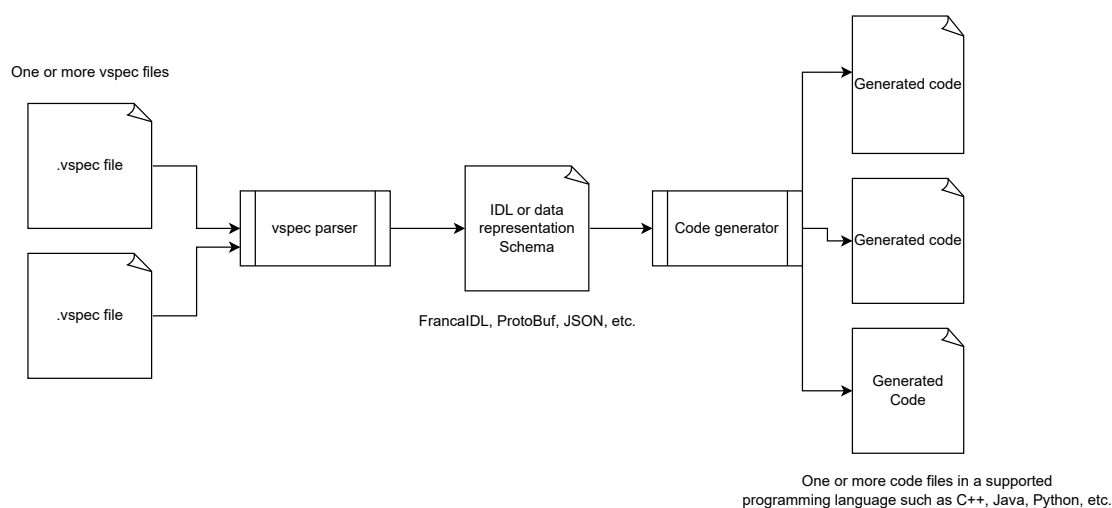 One or more vspec files
.vspec file
.vspec file
vspec parser
IDL or data
representation
Schema
FrancaIDL, ProtoBuf, JSON, etc.
Code generator
Generated code
Generated code
Generated
Code
One or more code files in a supported
programming language such as C++, Java, Python, etc.